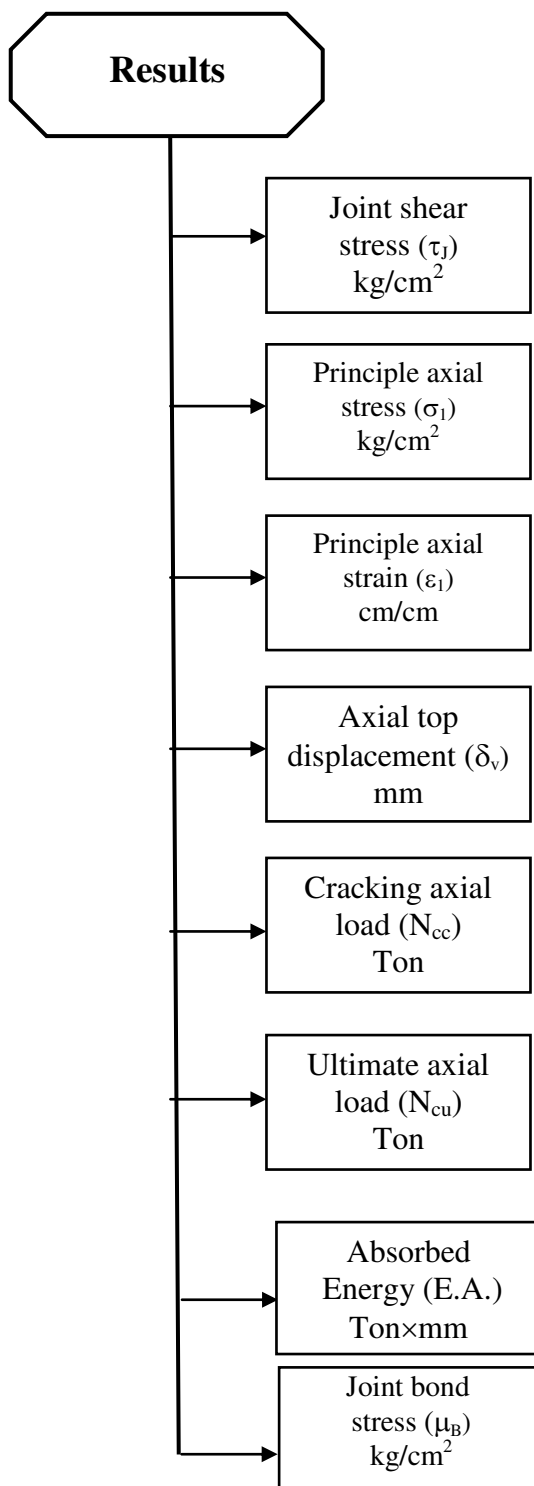 Results
Joint shear
stress (τJ)
kg/cm²
Principle axial
stress (σ₁)
kg/cm²
Principle axial
strain (ε₁)
cm/cm
Axial top
displacement (δᵥ)
mm
Cracking axial
load (Ncc)
Ton
Ultimate axial
load (Ncu)
Ton
Absorbed
Energy (E.A.)
Ton×mm
Joint bond
stress (μB)
kg/cm²